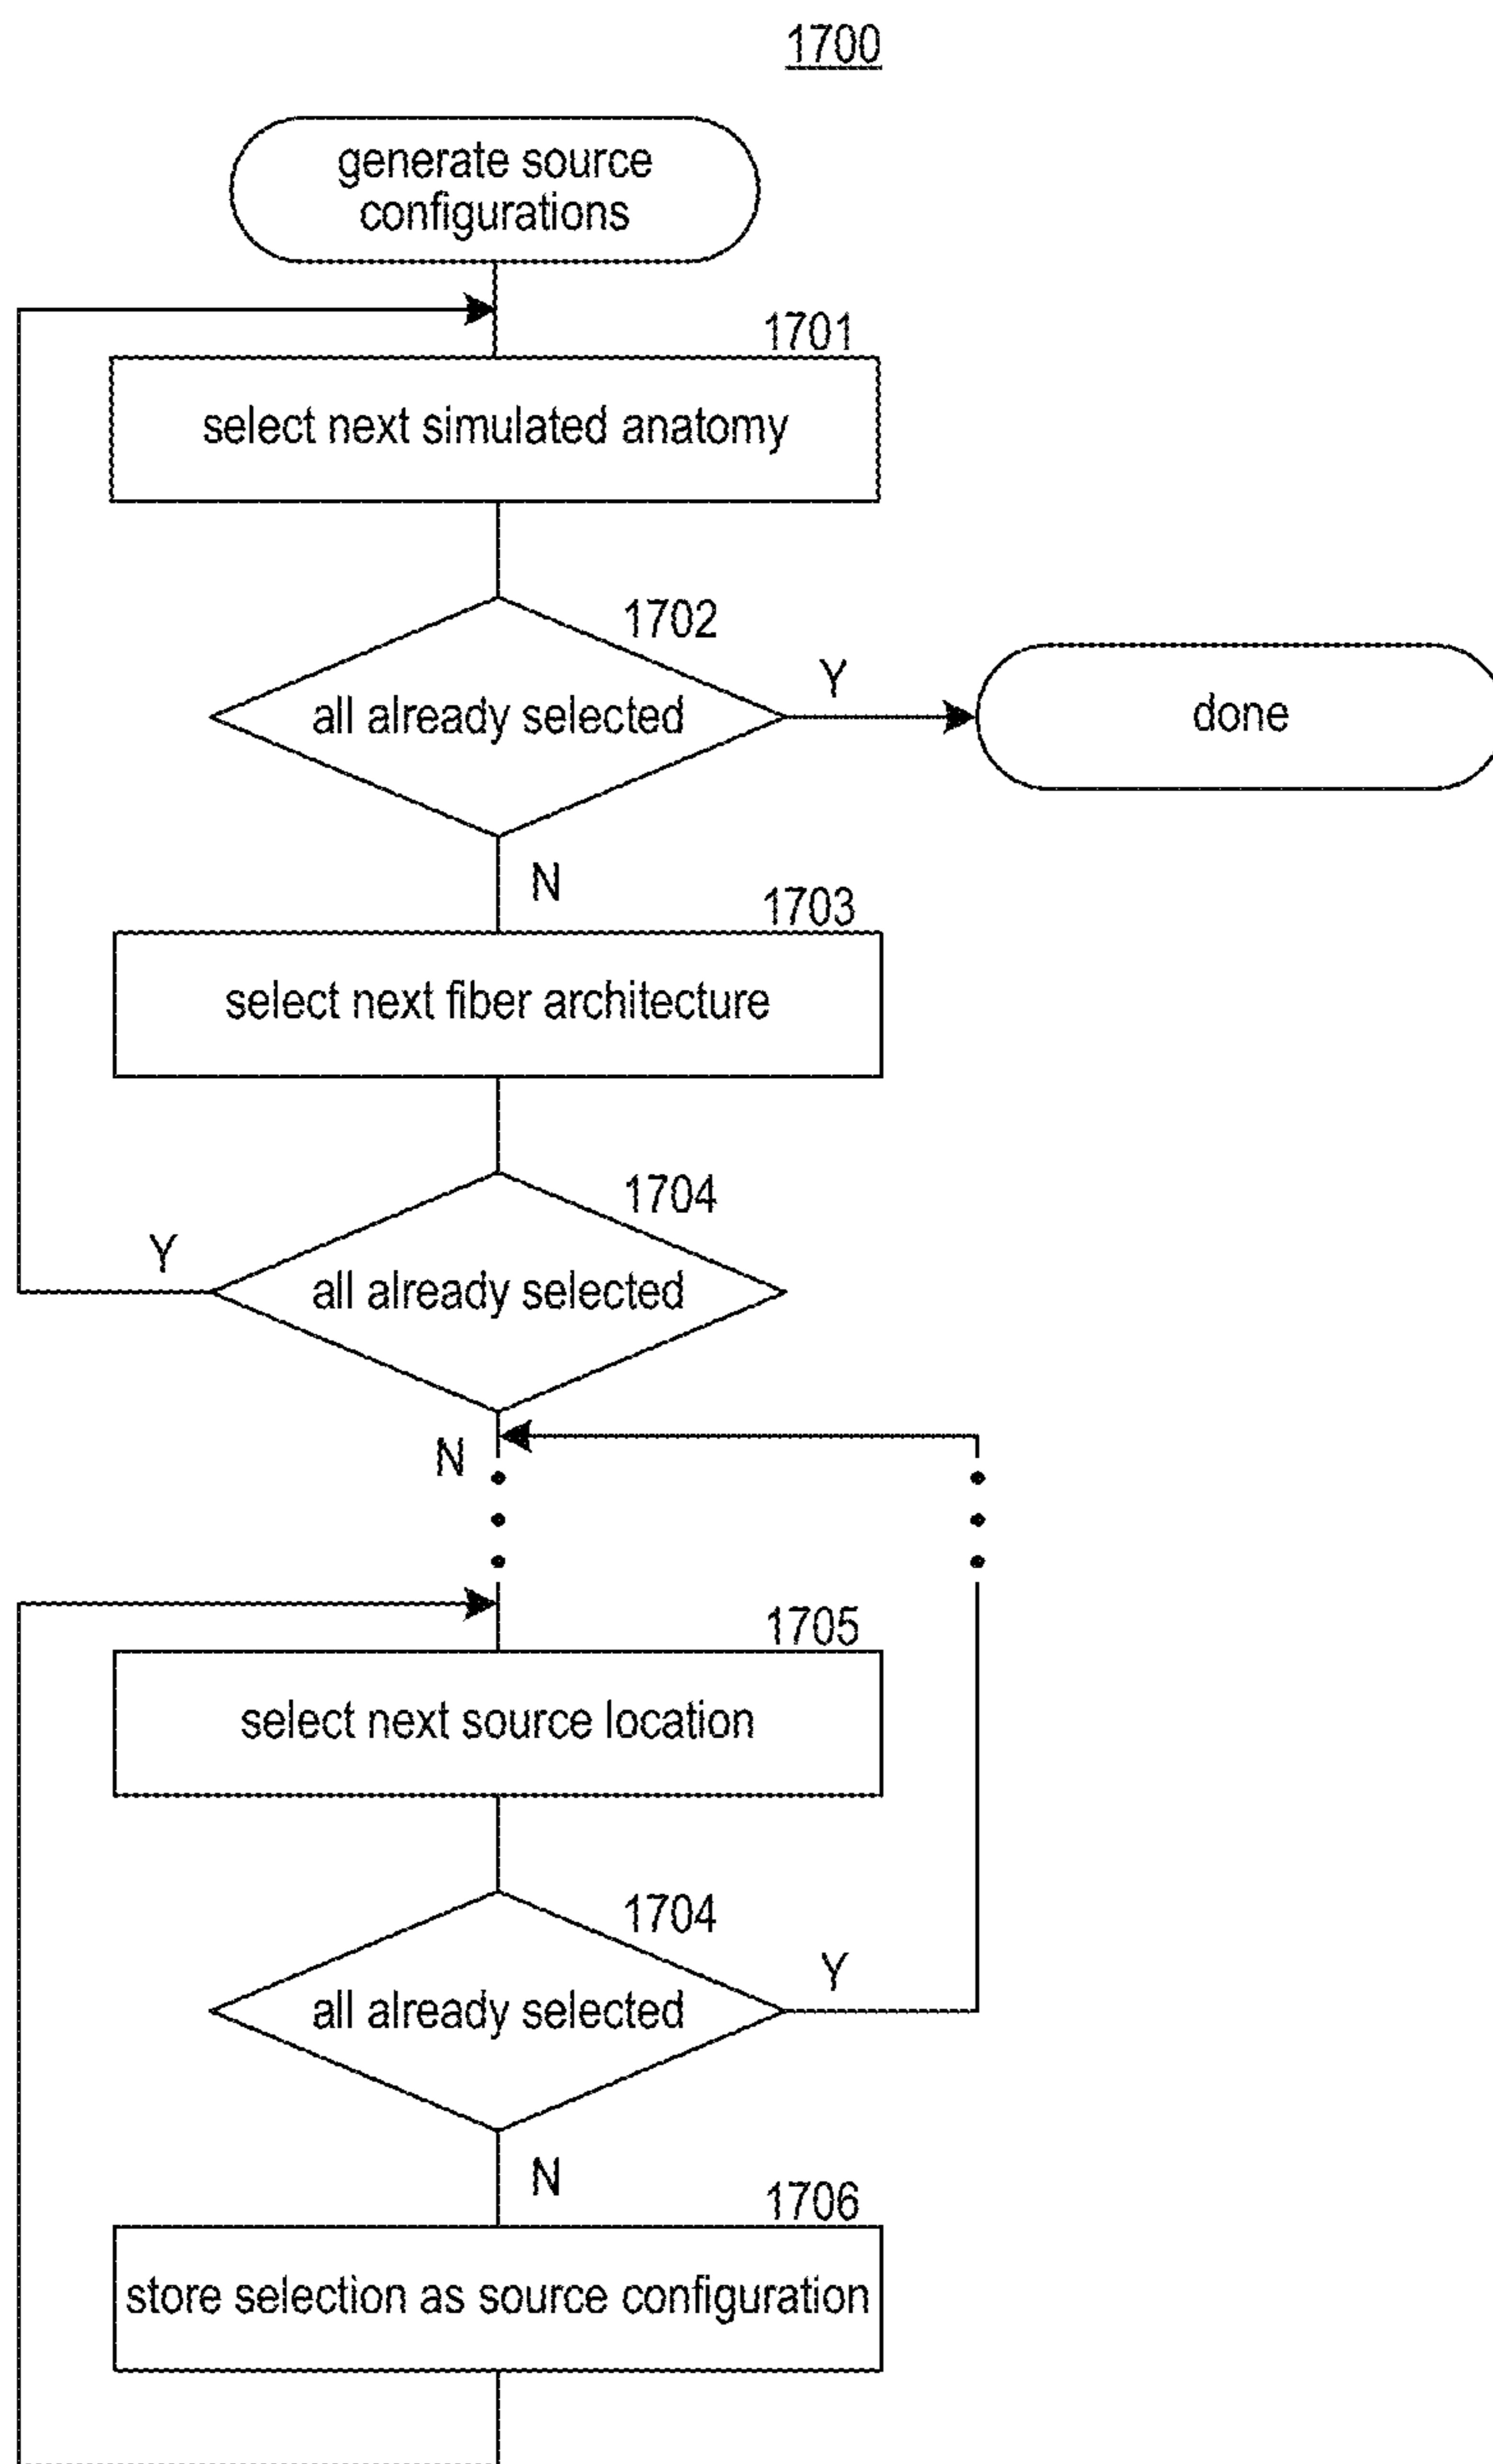 1700
generate source
configurations
1701
select next simulated anatomy
1702
all already selected
Y
done
N
1703
select next fiber architecture
1704
Y
all already selected
N
1705
select next source location
1704
all already selected
Y
N
1706
store selection as source configuration